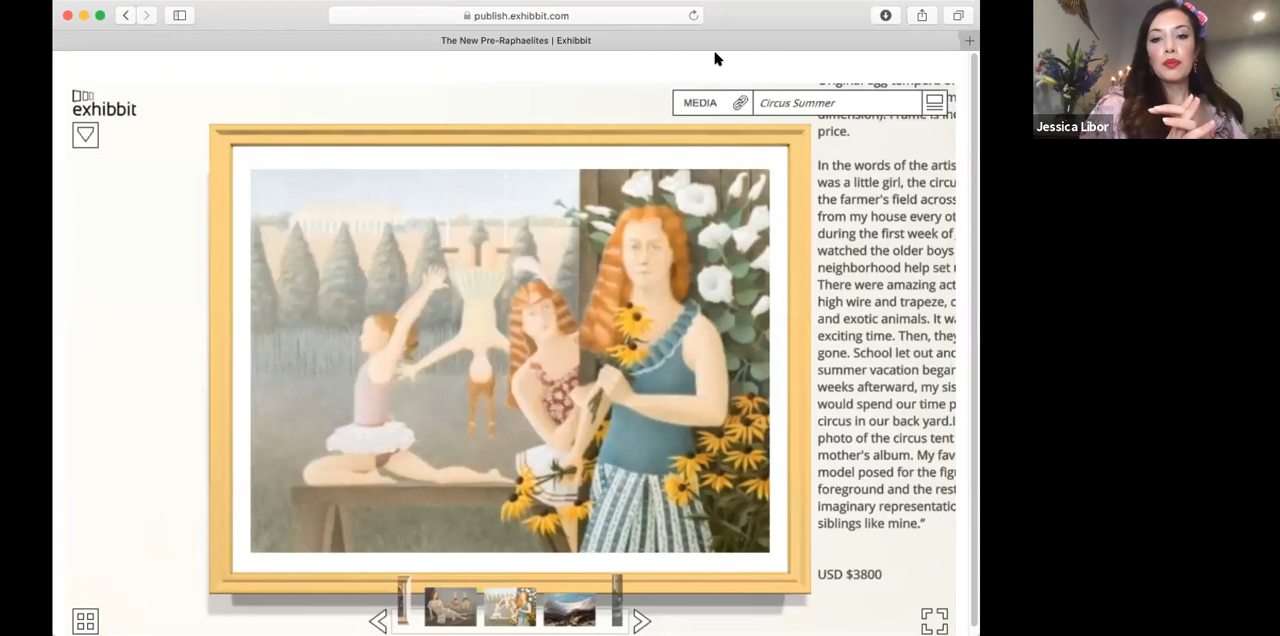 publish.exhibbit.com
The New Pre-Raphaelites | Exhibbit
exhibbit
MEDIA
Circus Summer
Jessica Libor
price.
In the words of the artis
was a little girl, the circu
the farmer's field across
from my house every ot
during the first week of
watched the older boys
neighborhood help set
There were amazing act
high wire and trapeze, c
and exotic animals. It wa
exciting time. Then, they
gone. School let out and
summer vacation began
weeks afterward, my sis
would spend our time p
circus in our back yard.I
photo of the circus tent
mother's album. My fav
model posed for the figu
foreground and the rest
imaginary representatio
siblings like mine."
USD $3800